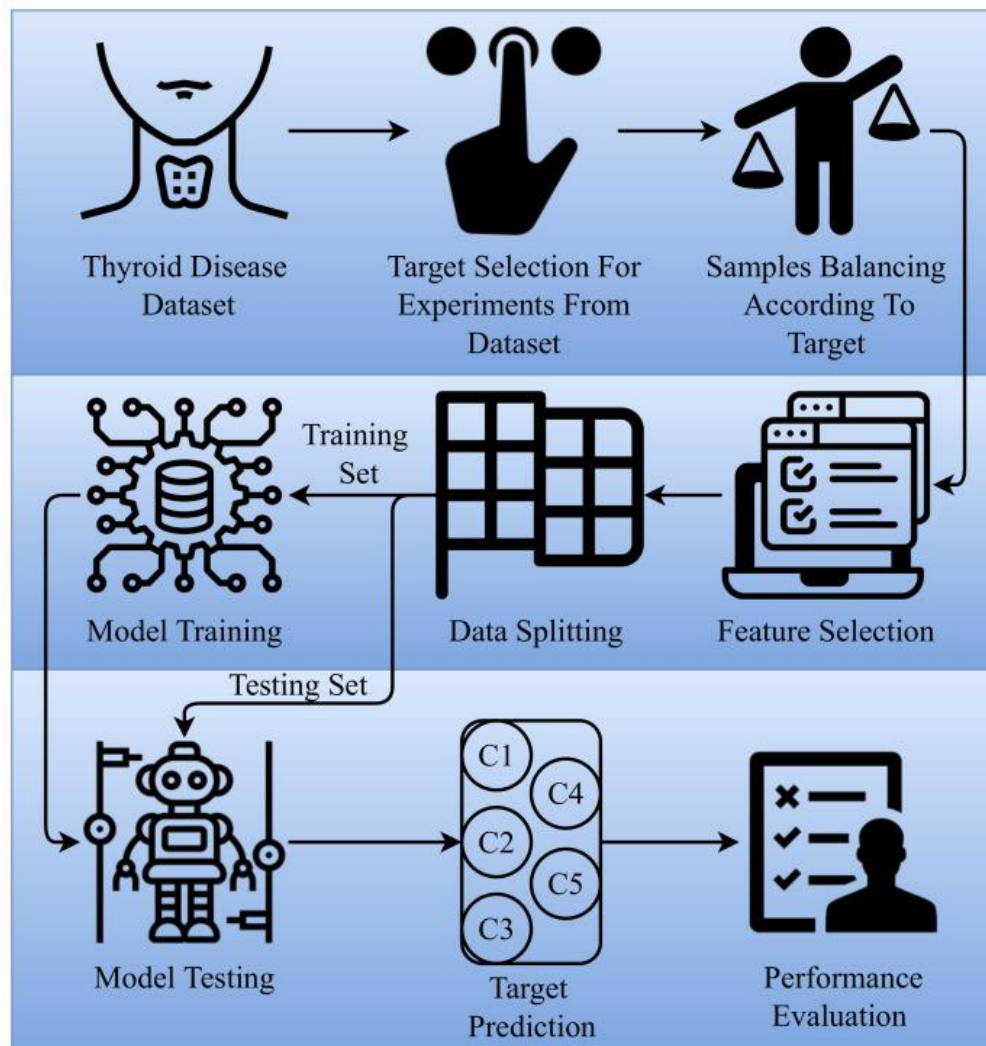 Thyroid Disease
Dataset
Target Selection For
Experiments From
Dataset
Samples Balancing
According To
Target
Training
Set
Model Training
Data Splitting
Feature Selection
Testing Set
C1
C4
C2
C5
C3
Model Testing
Target
Prediction
Performance
Evaluation